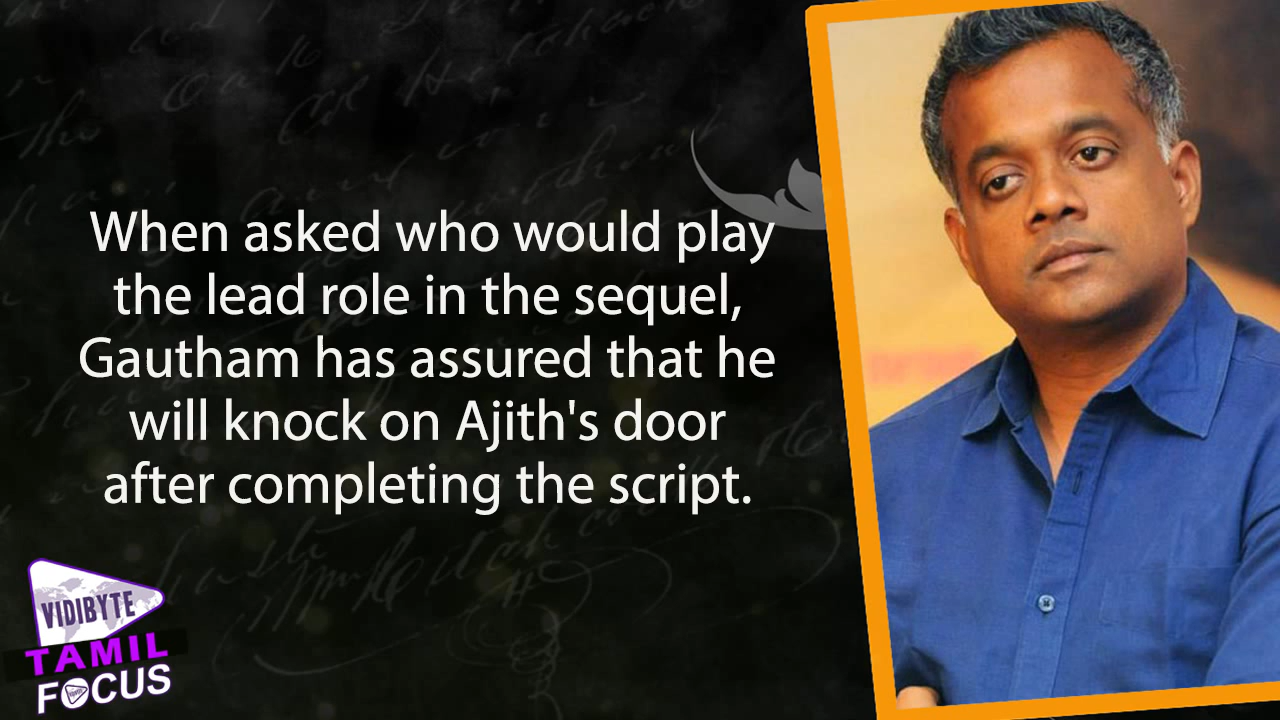 When asked who would play
the lead role in the sequel,
Gautham has assured that he
will knock on Ajith's door
after completing the script.
VIDIBYTE
TAMIL
FOCUS